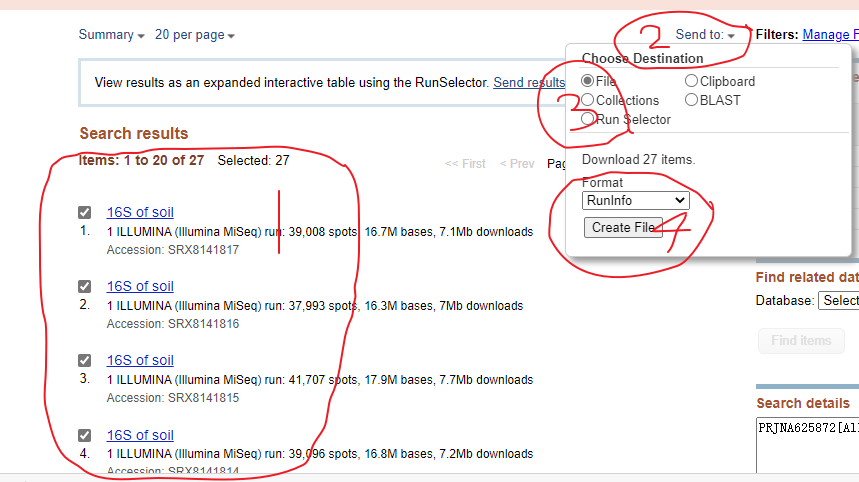 Summary 20 per page Send to: Filters: Manage F
Choose Destination
File Clipboard
Collections BLAST
Run Selector
View results as an expanded interactive table using the RunSelector. Send results
Search results
Items: 1 to 20 of 27 Selected: 27 << First < Prev Pag
Download 27 items.
Format
RunInfo
Create File
2
3
4
16S of soil
1. 1 ILLUMINA (Illumina MiSeq) run: 39,008 spots, 16.7M bases, 7.1Mb downloads
Accession: SRX8141817
16S of soil
2. 1 ILLUMINA (Illumina MiSeq) run: 37,993 spots, 16.3M bases, 7Mb downloads
Accession: SRX8141816
16S of soil
3. 1 ILLUMINA (Illumina MiSeq) run: 41,707 spots, 17.9M bases, 7.7Mb downloads
Accession: SRX8141815
16S of soil
4. 1 ILLUMINA (Illumina MiSeq) run: 39,096 spots, 16.8M bases, 7.2Mb downloads
Accession: SRX8141814
Find related dat
Database: Select
Find items
Search details
PRJNA625872[Al